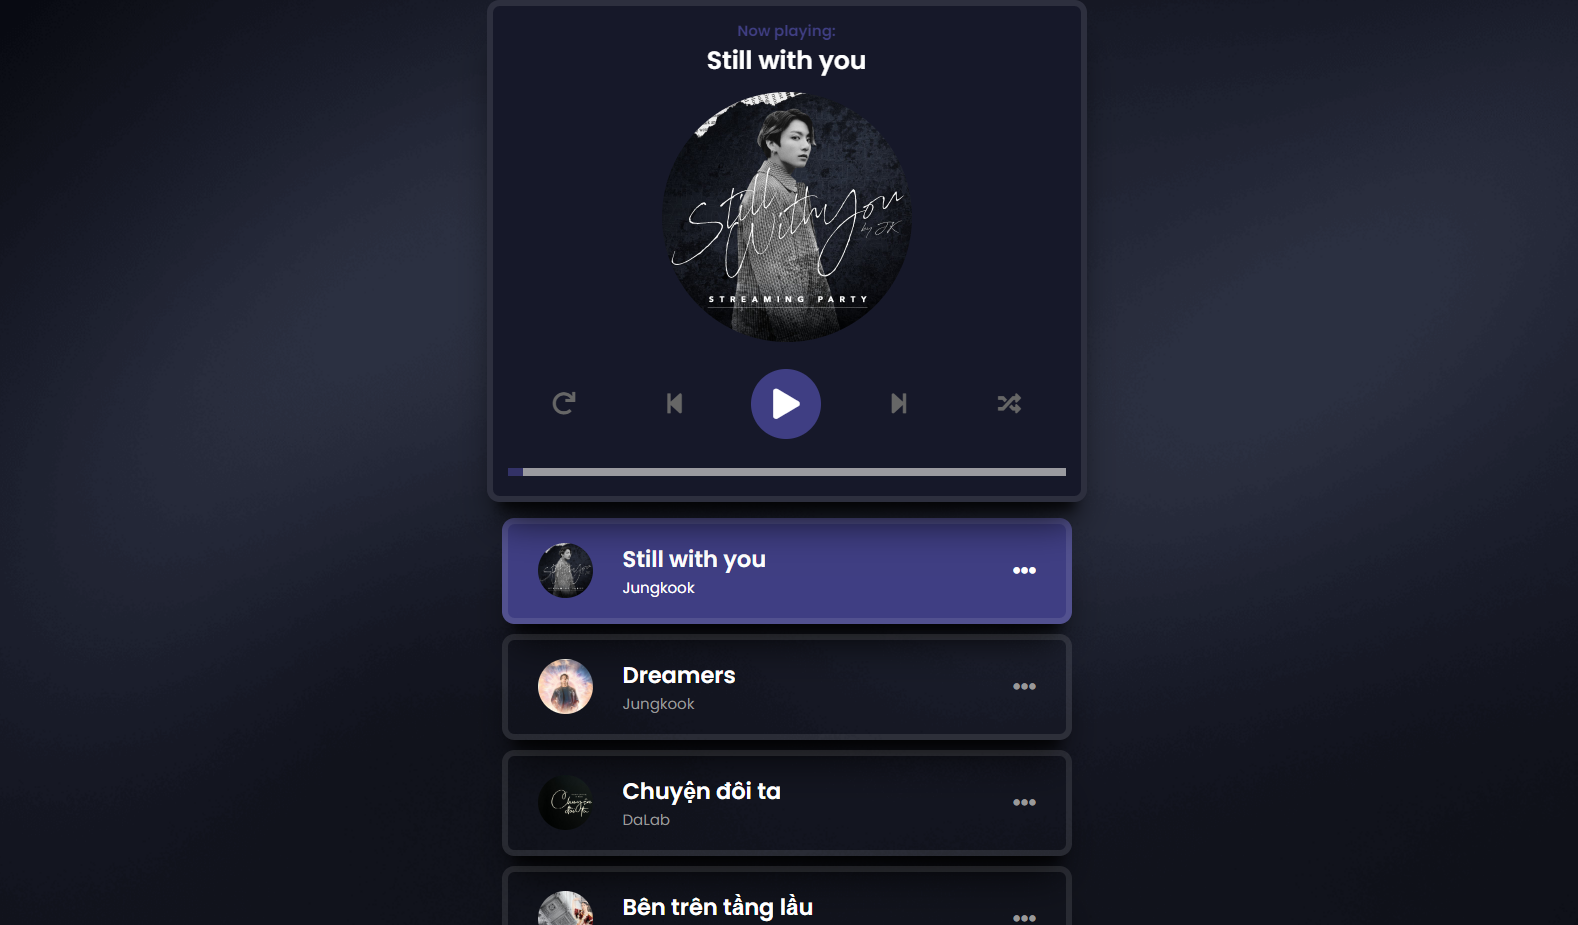 Now playing:
Still with you
Still With You
by JK
STREAMING PARTY
Still with you
Jungkook
Dreamers
Jungkook
Chuyện đôi ta
DaLab
Bên trên tầng lầu